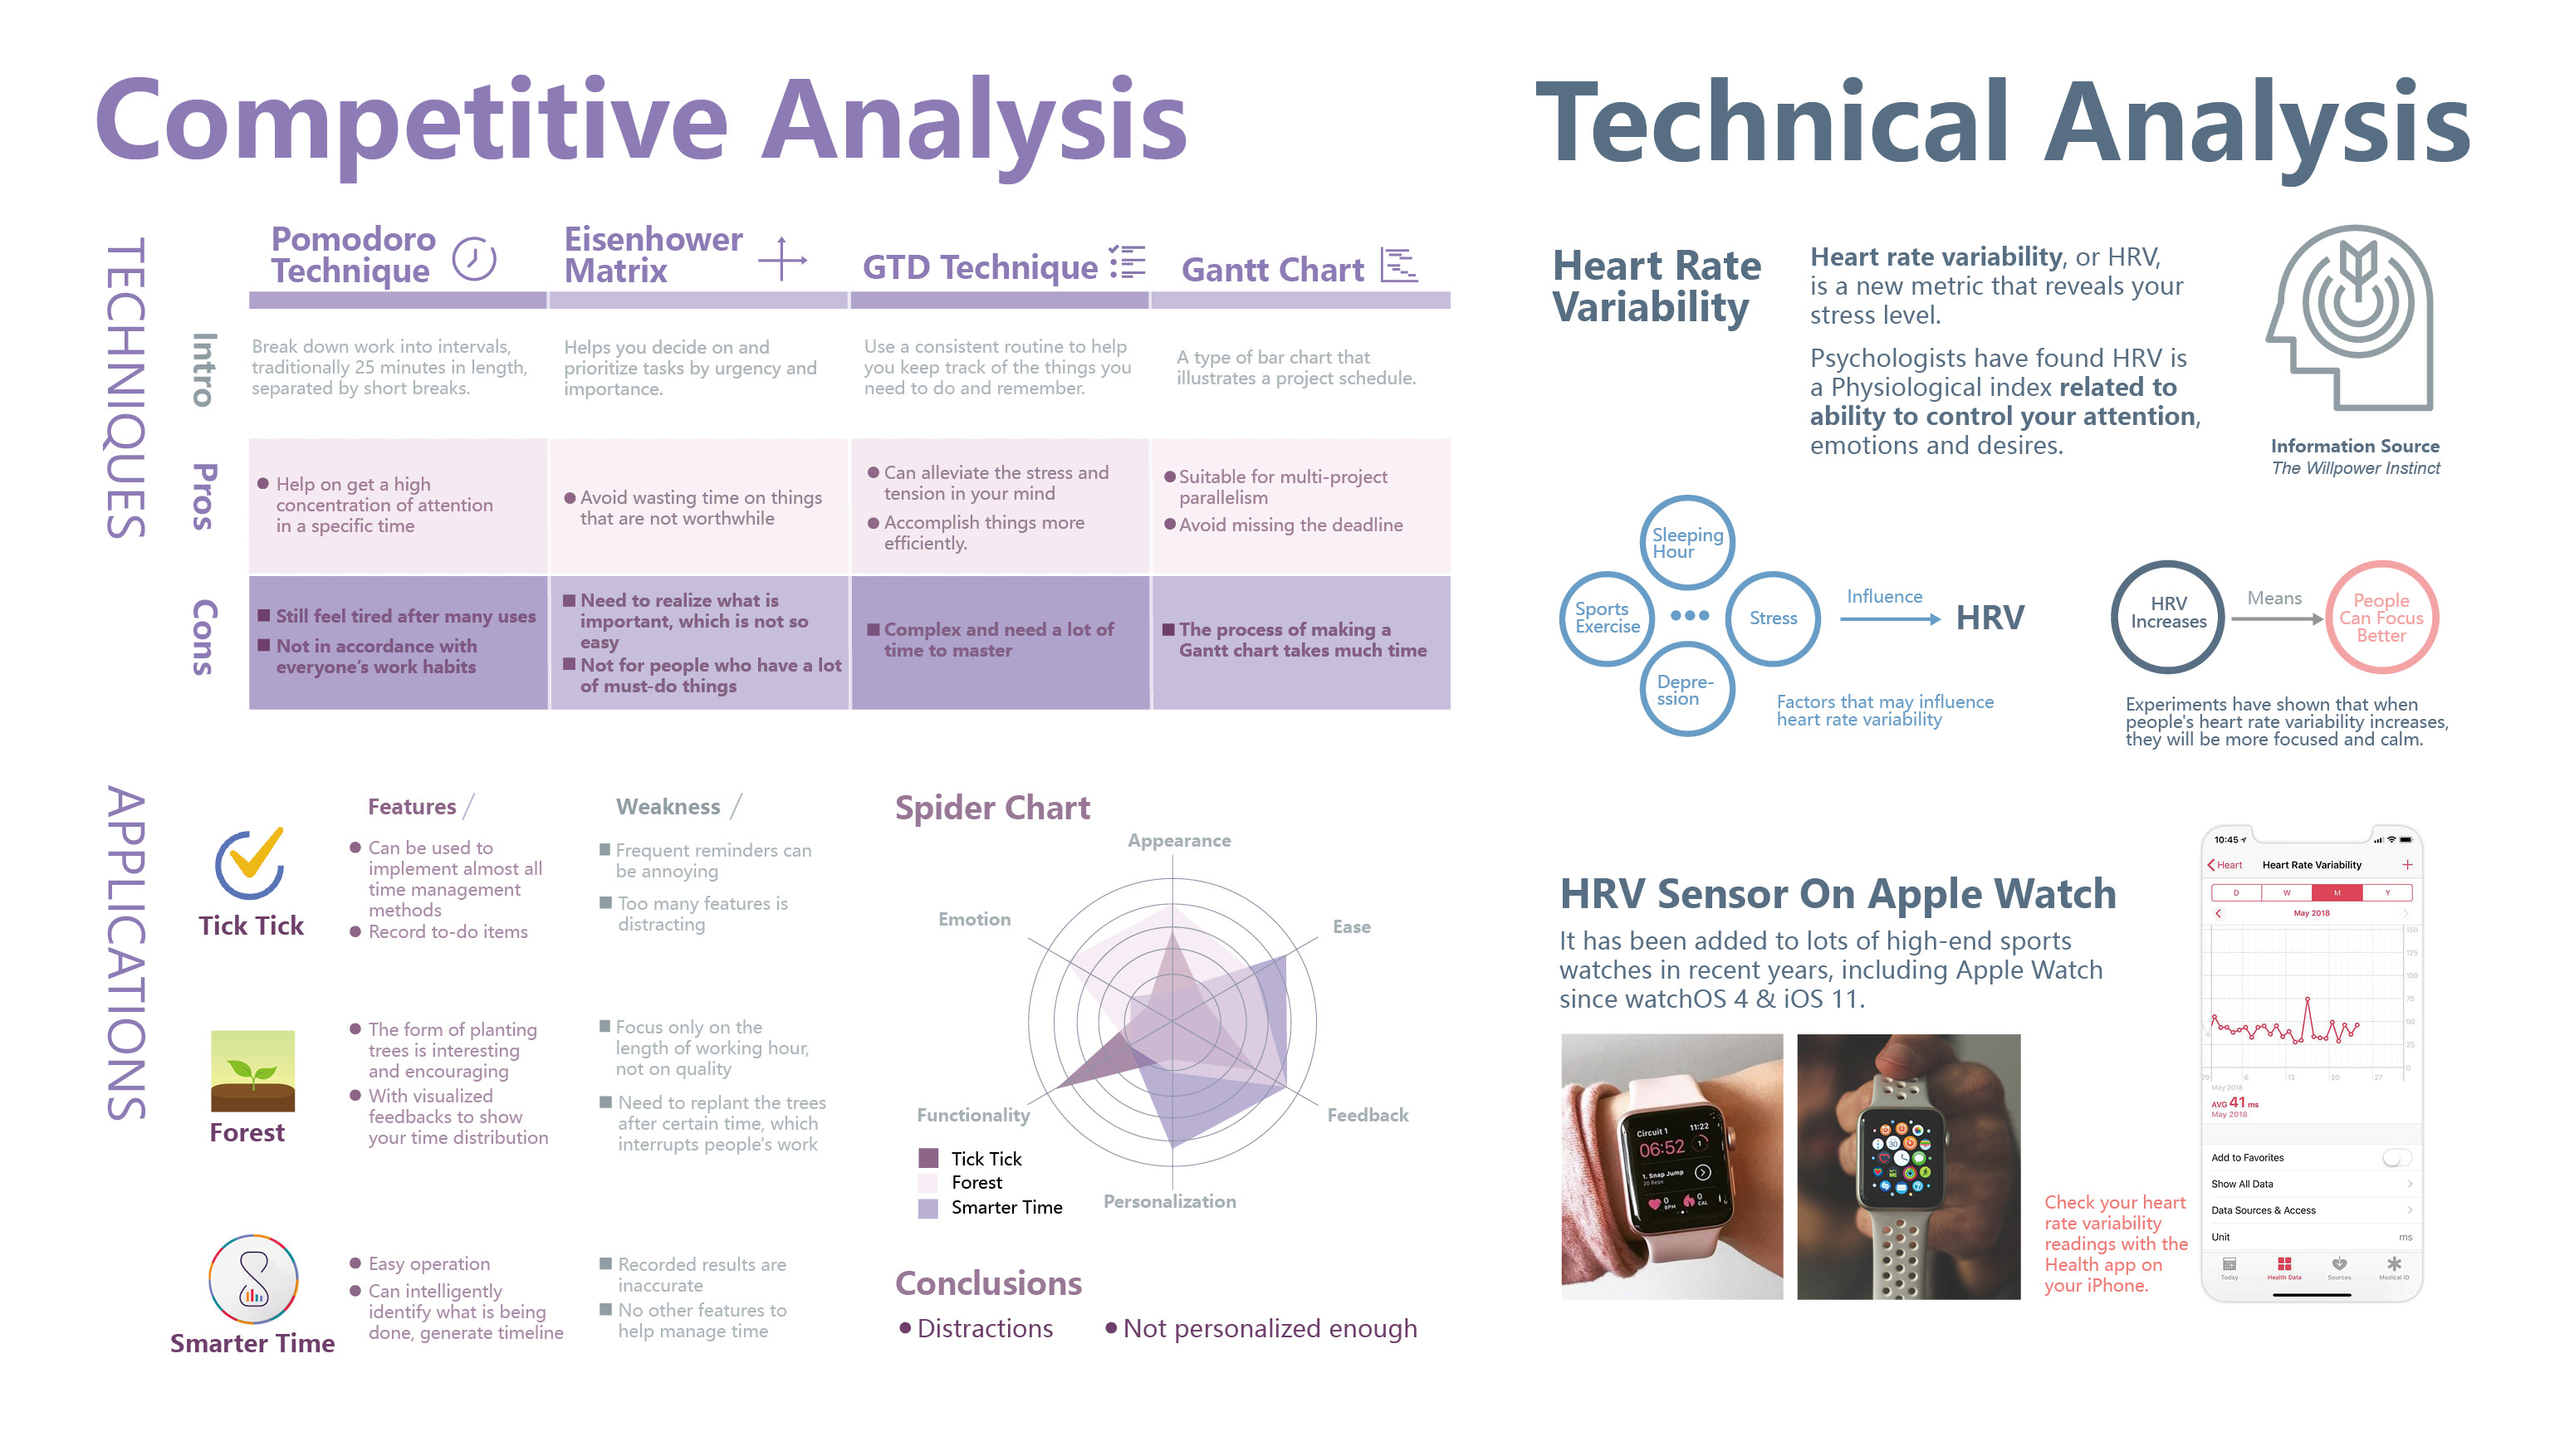 Competitive Analysis
TECHNIQUES
Pomodoro
Technique
Eisenhower
Matrix
GTD Technique
Gantt Chart
Intro
Break down work into intervals,
traditionally 25 minutes in length,
separated by short breaks.
Helps you decide on and
prioritize tasks by urgency and
importance.
Use a consistent routine to help
you keep track of the things you
need to do and remember.
A type of bar chart that
illustrates a project schedule.
Pros
Help on get a high
concentration of attention
in a specific time
Avoid wasting time on things
that are not worthwhile
Can alleviate the stress and
tension in your mind
Accomplish things more
efficiently.
Suitable for multi-project
parallelism
Avoid missing the deadline
Cons
Still feel tired after many uses
Not in accordance with
everyone's work habits
Need to realize what is
important, which is not so
easy
Not for people who have a lot
of must-do things
Complex and need a lot of
time to master
The process of making a
Gantt chart takes much time
APPLICATIONS
Features /
Weakness /
Tick Tick
Can be used to
implement almost all
time management
methods
Record to-do items
Frequent reminders can
be annoying
Too many features is
distracting
Forest
The form of planting
trees is interesting
and encouraging
With visualized
feedbacks to show
your time distribution
Focus only on the
length of working hour,
not on quality
Need to replant the trees
after certain time, which
interrupts people's work
Smarter Time
Easy operation
Can intelligently
identify what is being
done, generate timeline
Recorded results are
inaccurate
No other features to
help manage time
Spider Chart
Appearance
Emotion
Ease
Functionality
Feedback
Personalization
Tick Tick
Forest
Smarter Time
Conclusions
Distractions
Not personalized enough
Technical Analysis
Heart Rate
Variability
Heart rate variability, or HRV,
is a new metric that reveals your
stress level.
Psychologists have found HRV is
a Physiological index related to
ability to control your attention,
emotions and desires.
Information Source
The Willpower Instinct
Sleeping
Hour
Sports
Exercise
Stress
Depre-
ssion
Influence
HRV
Factors that may influence
heart rate variability
HRV
Increases
Means
People
Can Focus
Better
Experiments have shown that when
people's heart rate variability increases,
they will be more focused and calm.
HRV Sensor On Apple Watch
It has been added to lots of high-end sports
watches in recent years, including Apple Watch
since watchOS 4 & iOS 11.
Circuit 1 11:22
06:52 1
1. Snap Jump
20 Reps
0 BPM
0 CAL
30
Check your heart
rate variability
readings with the
Health app on
your iPhone.
10:45
Heart Heart Rate Variability +
D W M Y
May 2018
150
125
100
75
50
25
0
29 6 13 20 27
May 2018
AVG 41 ms
May 2018
Add to Favorites
Show All Data
Data Sources & Access
Unit ms
Today Health Data Sources Medical ID